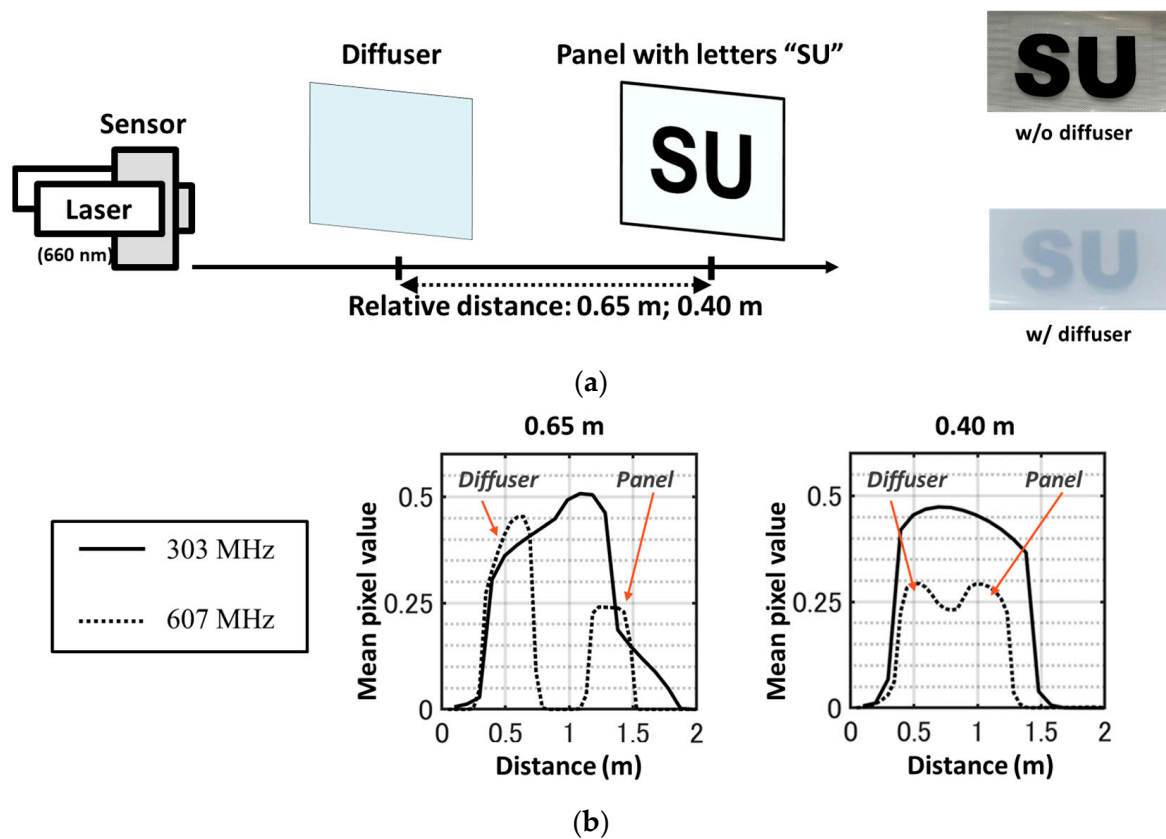 (a)
Diffuser
Panel with letters “SU”
Sensor
Laser
(660 nm)
SU
Relative distance: 0.65 m; 0.40 m
SU
w/o diffuser
SU
w/ diffuser
(a)
303 MHz
607 MHz
0.65 m
Diffuser
Panel
Mean pixel value
0.5
0.25
0
0 0.5 1 1.5 2
Distance (m)
0.40 m
Diffuser
Panel
Mean pixel value
0.5
0.25
0
0 0.5 1 1.5 2
Distance (m)
(b)